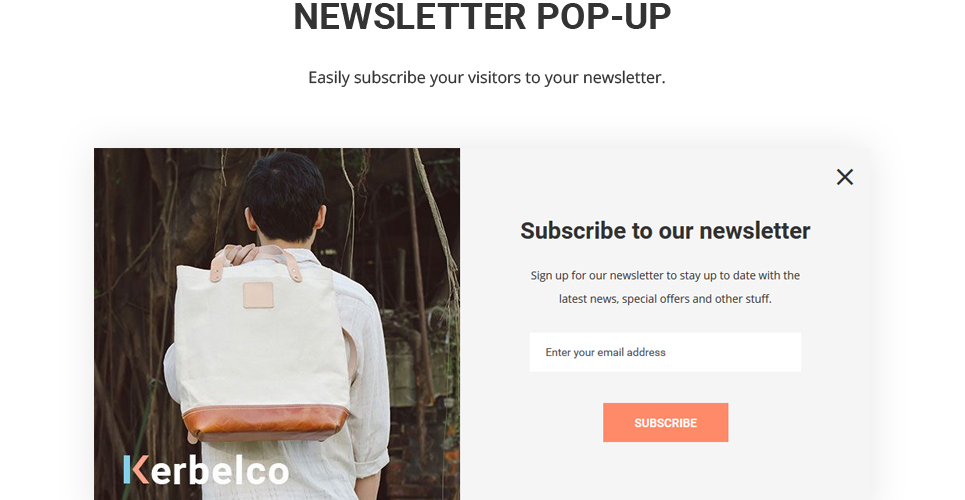 NEWSLETTER POP-UP
Easily subscribe your visitors to your newsletter.
Subscribe to our newsletter
Sign up for our newsletter to stay up to date with the
latest news, special offers and other stuff.
Enter your email address
SUBSCRIBE
Kerbelco